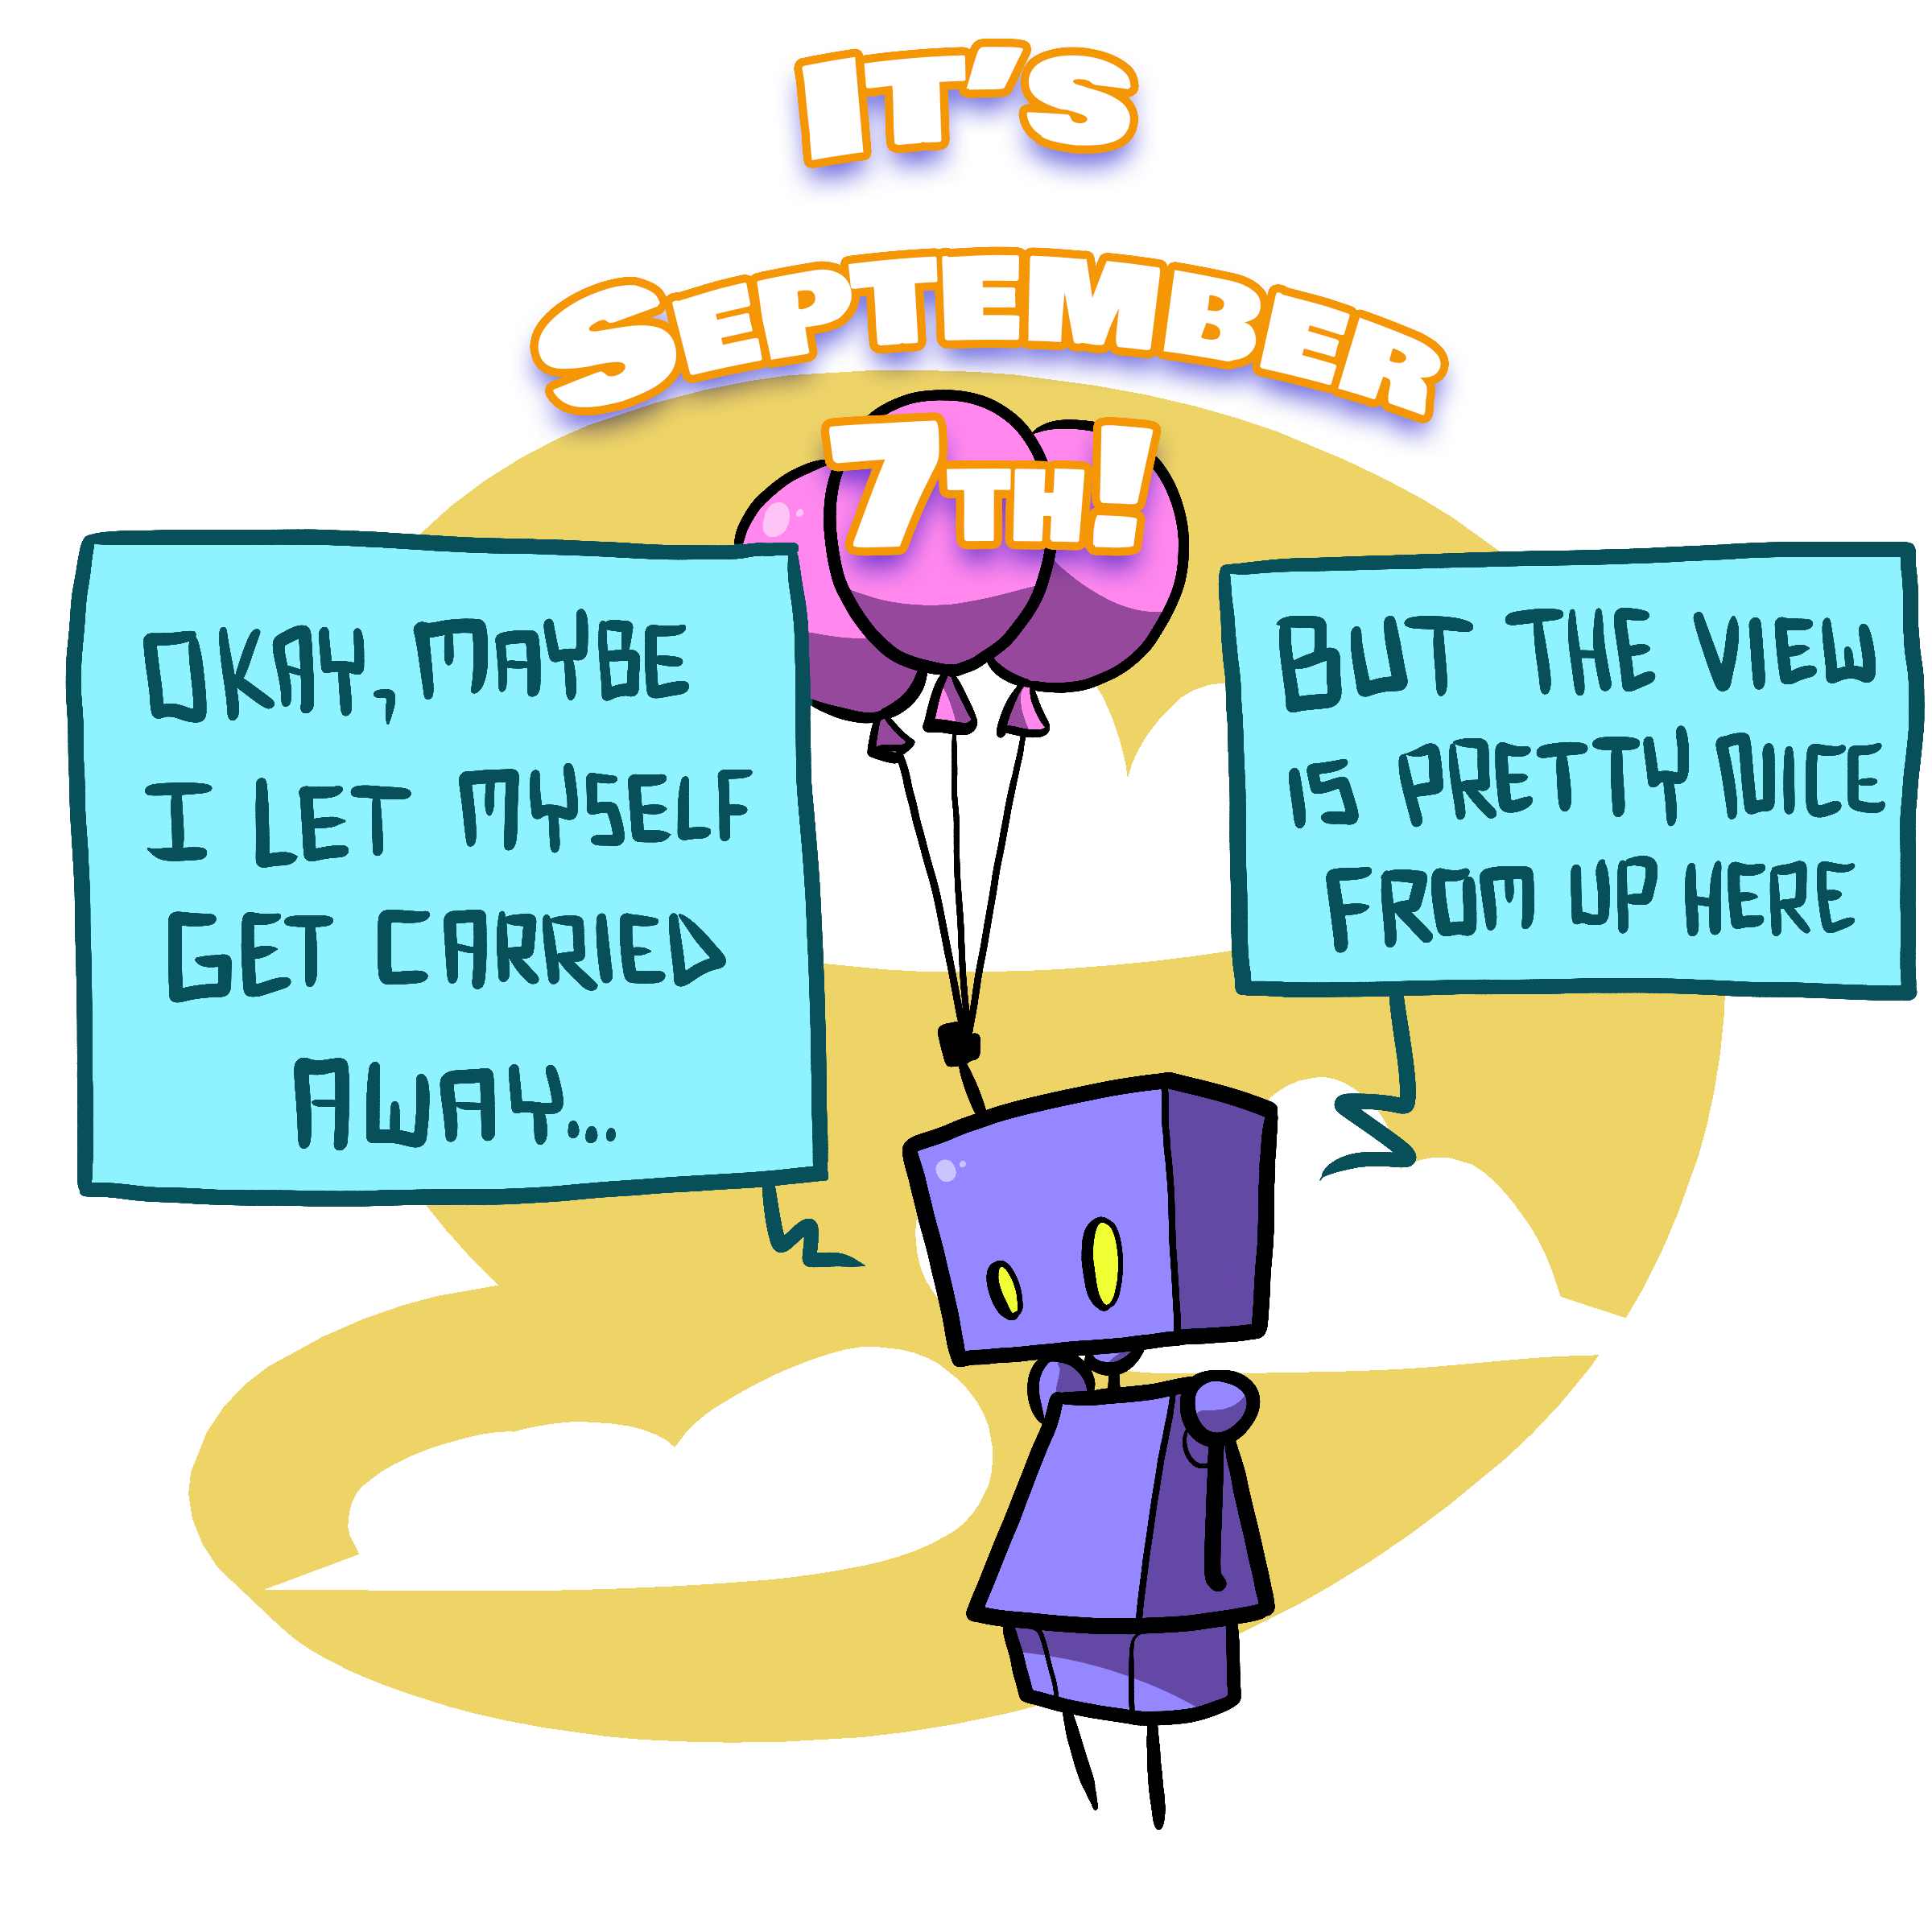 It's
September
7th!
OKAY, MAYBE
I LET MYSELF
GET CARRIED
AWAY...
BUT THE VIEW
IS PRETTY NICE
FROM UP HERE